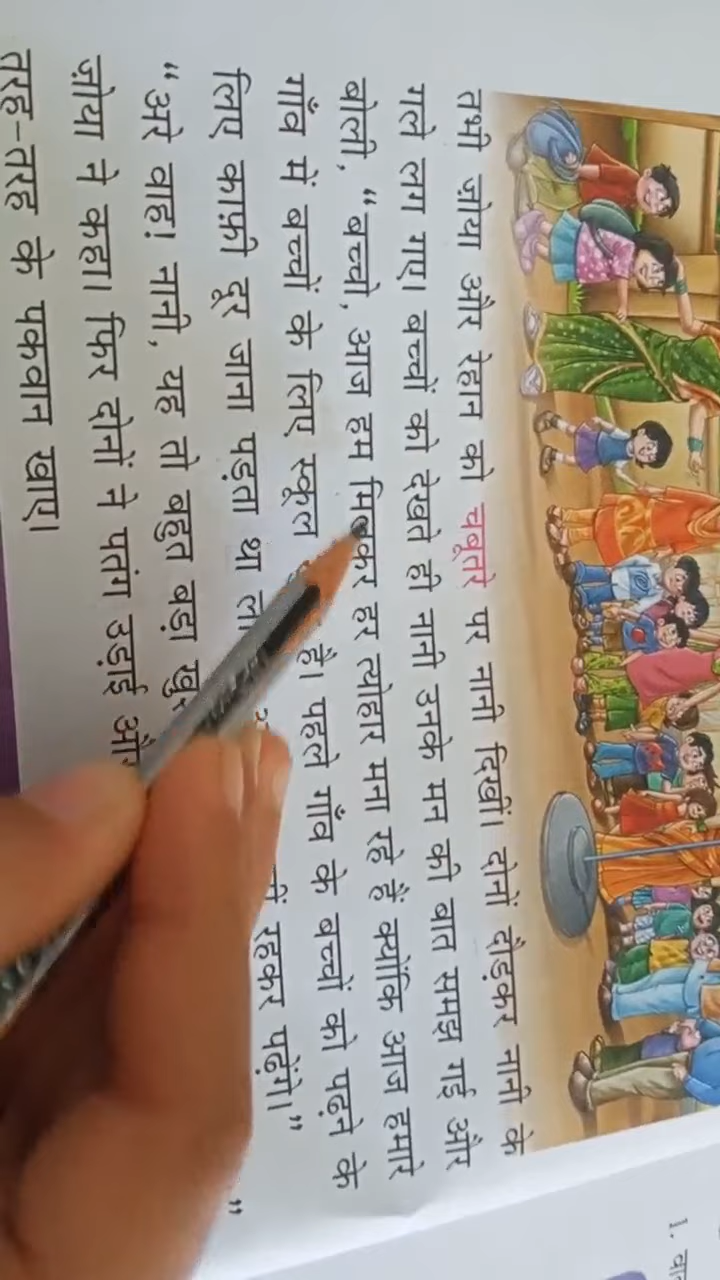 तभी ज़ोया और रेहान को चबूतरे पर नानी दिखीं। दोनों दौड़कर नानी के
गले लग गए। बच्चों को देखते ही नानी उनके मन की बात समझ गई और
बोली, “बच्चो, आज हम मिलकर हर त्योहार मना रहे हैं क्योंकि आज हमारे
गाँव में बच्चों के लिए स्कूल है। पहले गाँव के बच्चों को पढ़ने के
लिए काफ़ी दूर जाना पड़ता था रहकर पढ़ेंगे।”
“अरे वाह! नानी, यह तो बहुत बड़ा ”
ज़ोया ने कहा। फिर दोनों ने पतंग उड़ाई और
तरह-तरह के पकवान खाए।
1.